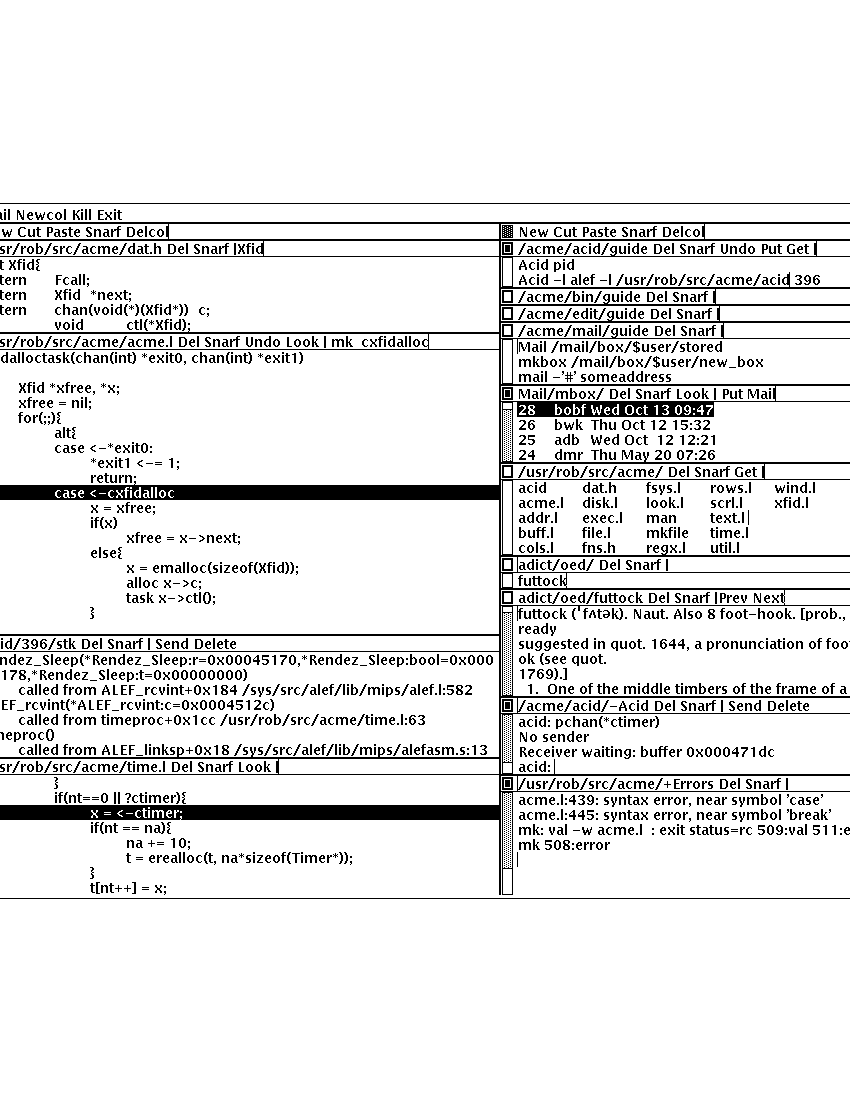 ail Newcol Kill Exit
w Cut Paste Snarf Delcol
sr/rob/src/acme/dat.h Del Snarf |Xfid
t Xfid{
tern Fcall;
tern Xfid *next;
tern chan(void(*)(Xfid*)) c;
void ctl(*Xfid);
sr/rob/src/acme/acme.l Del Snarf Undo Look | mk cxfidalloc
dalloctask(chan(int) *exit0, chan(int) *exit1)
Xfid *xfree, *x;
xfree = nil;
for(;;){
alt{
case <-*exit0:
*exit1 <-= 1;
return;
case <-cxfidalloc
x = xfree;
if(x)
xfree = x->next;
else{
x = emalloc(sizeof(Xfid));
alloc x->c;
task x->ctl();
}
id/396/stk Del Snarf | Send Delete
ndez_Sleep(*Rendez_Sleep:r=0x00045170,*Rendez_Sleep:bool=0x000
178,*Rendez_Sleep:t=0x00000000)
called from ALEF_rcvint+0x184 /sys/src/alef/lib/mips/alef.l:582
EF_rcvint(*ALEF_rcvint:c=0x0004512c)
called from timeproc+0x1cc /usr/rob/src/acme/time.l:63
neproc()
called from ALEF_linksp+0x18 /sys/src/alef/lib/mips/alefasm.s:13
sr/rob/src/acme/time.l Del Snarf Look |
}
if(nt==0 || ?ctimer){
x = <-ctimer;
if(nt == na){
na += 10;
t = erealloc(t, na*sizeof(Timer*));
}
t[nt++] = x;
New Cut Paste Snarf Delcol
/acme/acid/guide Del Snarf Undo Put Get |
Acid pid
Acid -l alef -l /usr/rob/src/acme/acid 396
/acme/bin/guide Del Snarf |
/acme/edit/guide Del Snarf |
/acme/mail/guide Del Snarf |
Mail /mail/box/$user/stored
mkbox /mail/box/$user/new_box
mail -'#' someaddress
Mail/mbox/ Del Snarf Look | Put Mail
28 bobf Wed Oct 13 09:47
26 bwk Thu Oct 12 15:32
25 adb Wed Oct 12 12:21
24 dmr Thu May 20 07:26
/usr/rob/src/acme/ Del Snarf Get |
acid dat.h fsys.l rows.l wind.l
acme.l disk.l look.l scrl.l xfid.l
addr.l exec.l man text.l
buff.l file.l mkfile time.l
cols.l fns.h regx.l util.l
adict/oed/ Del Snarf |
futtock
adict/oed/futtock Del Snarf |Prev Next
futtock (ˈfʌtək). Naut. Also 8 foot-hook. [prob.,
ready
suggested in quot. 1644, a pronunciation of foot
ok (see quot.
1769).]
1. One of the middle timbers of the frame of a
/acme/acid/-Acid Del Snarf | Send Delete
acid: pchan(*ctimer)
No sender
Receiver waiting: buffer 0x000471dc
acid:
/usr/rob/src/acme/+Errors Del Snarf |
acme.l:439: syntax error, near symbol 'case'
acme.l:445: syntax error, near symbol 'break'
mk: val -w acme.l : exit status=rc 509:val 511:e
mk 508:error